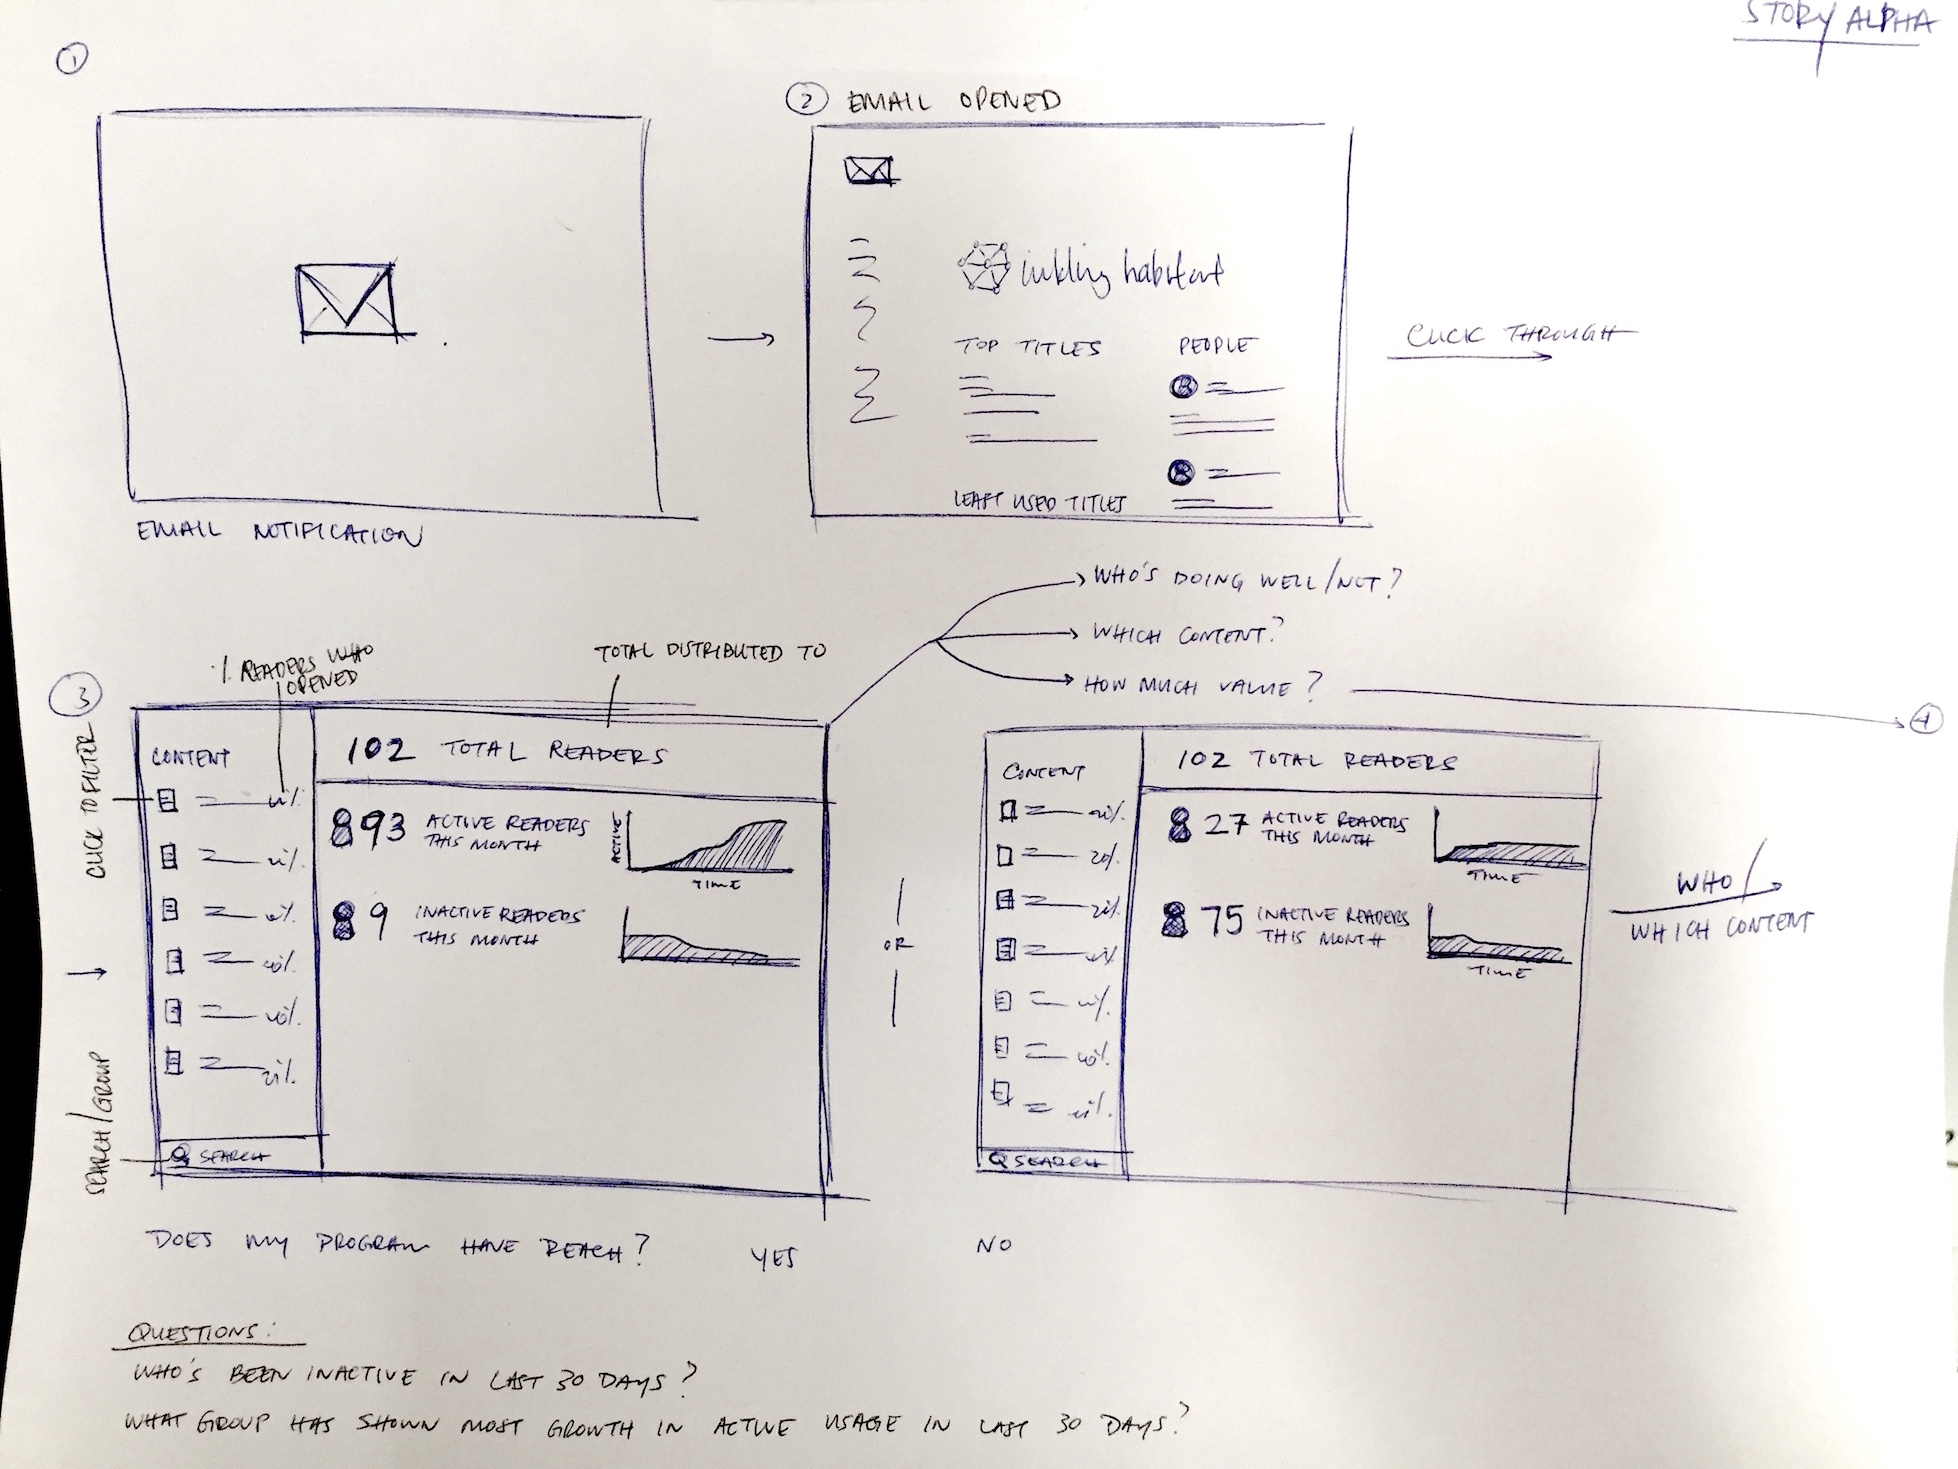 STORY ALPHA
1
2 EMAIL OPENED
inkling habitat
TOP TITLES
PEOPLE
LEAST USED TITLES
CLICK THROUGH
EMAIL NOTIFICATION
WHO'S DOING WELL/NOT?
WHICH CONTENT?
HOW MUCH VALUE?
4
3
% READERS WHO
OPENED
TOTAL DISTRIBUTED TO
CLICK TO FILTER
SEARCH/GROUP
CONTENT
102 TOTAL READERS
93 ACTIVE READERS
THIS MONTH
ACTIVE
TIME
9 INACTIVE READERS
THIS MONTH
SEARCH
OR
CONTENT
20%
102 TOTAL READERS
27 ACTIVE READERS
THIS MONTH
TIME
75 INACTIVE READERS
THIS MONTH
TIME
SEARCH
WHO/
WHICH CONTENT
DOES MY PROGRAM HAVE REACH? YES
NO
QUESTIONS:
WHO'S BEEN INACTIVE IN LAST 30 DAYS?
WHAT GROUP HAS SHOWN MOST GROWTH IN ACTIVE USAGE IN LAST 30 DAYS?